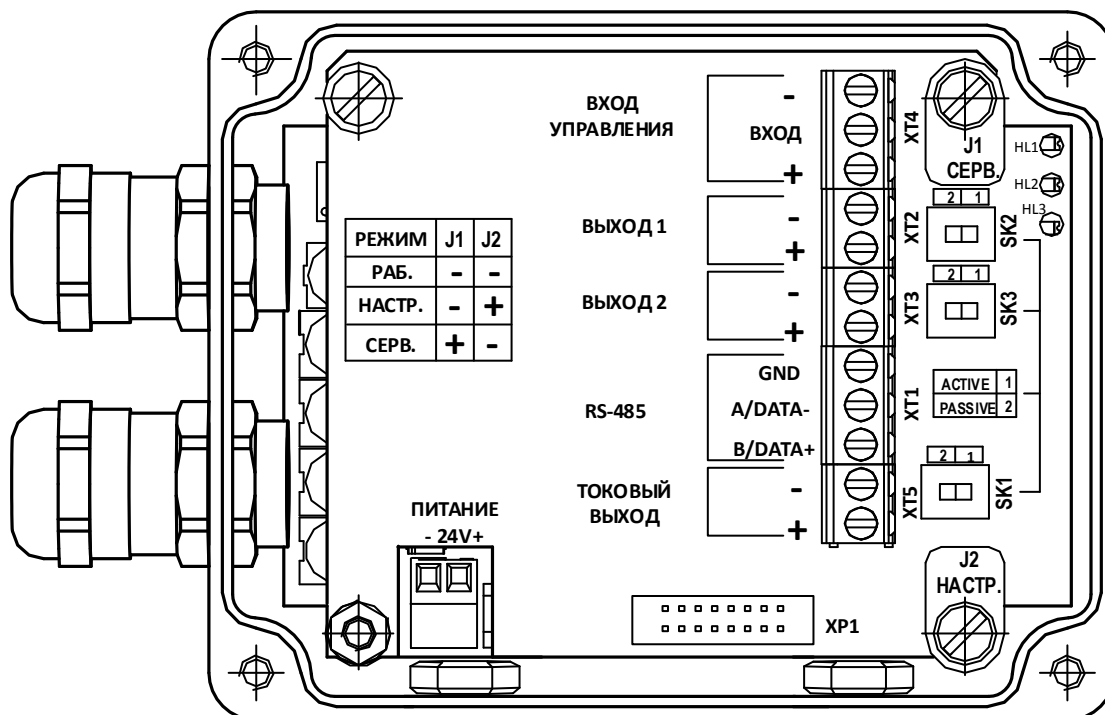 ВХОД
УПРАВЛЕНИЯ
-
ВХОД
+
XT4
J1
СЕРВ.
HL1
HL2
HL3
ВЫХОД 1
-
+
XT2
2 1
SK2
РЕЖИМ J1 J2
РАБ. - -
НАСТР. - +
СЕРВ. + -
ВЫХОД 2
-
+
XT3
2 1
SK3
RS-485
GND
A/DATA-
B/DATA+
XT1
ACTIVE 1
PASSIVE 2
ТОКОВЫЙ
ВЫХОД
-
+
XT5
2 1
SK1
ПИТАНИЕ
- 24V+
XP1
J2
НАСТР.